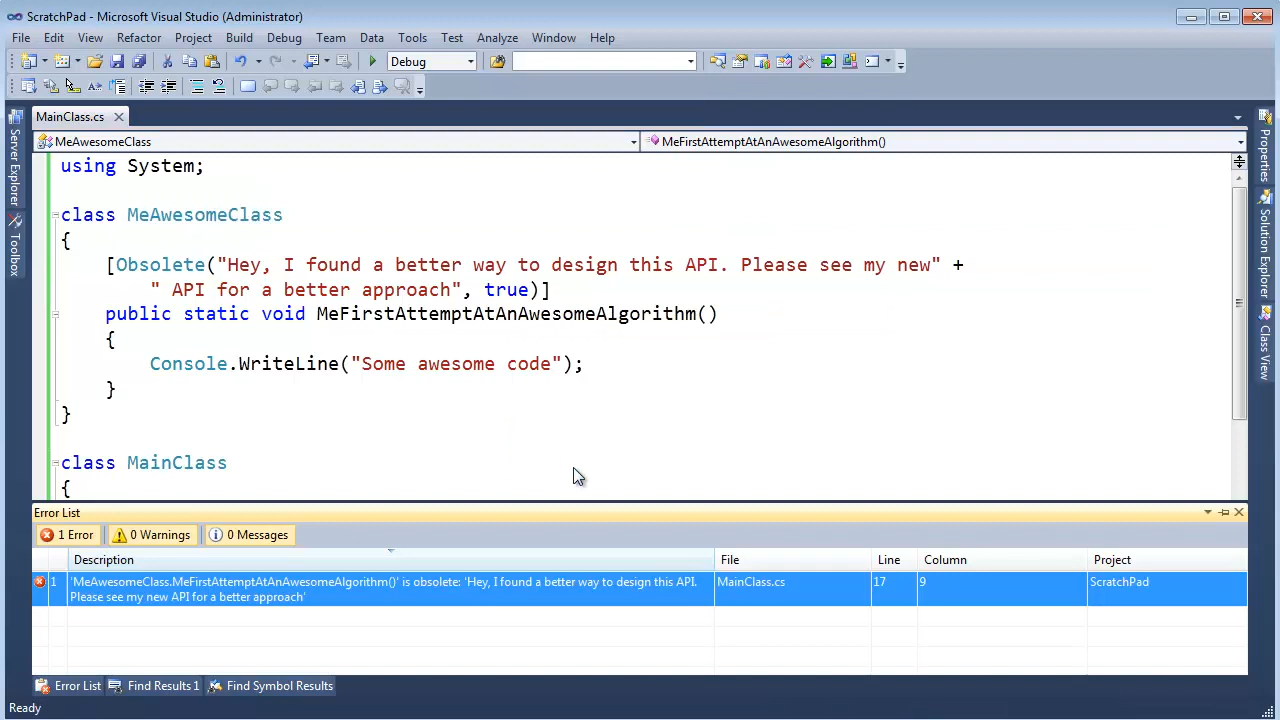 ScratchPad - Microsoft Visual Studio (Administrator)
File Edit View Refactor Project Build Debug Team Data Tools Test Analyze Window Help
Debug
MainClass.cs
MeAwesomeClass MeFirstAttemptAtAnAwesomeAlgorithm()
Server Explorer
Toolbox
Properties
Solution Explorer
Class View
using System;
class MeAwesomeClass
{
[Obsolete("Hey, I found a better way to design this API. Please see my new" +
" API for a better approach", true)]
public static void MeFirstAttemptAtAnAwesomeAlgorithm()
{
Console.WriteLine("Some awesome code");
}
}
class MainClass
{
Error List
1 Error 0 Warnings 0 Messages
Description File Line Column Project
1 'MeAwesomeClass.MeFirstAttemptAtAnAwesomeAlgorithm()' is obsolete: 'Hey, I found a better way to design this API. MainClass.cs 17 9 ScratchPad
Please see my new API for a better approach'
Error List Find Results 1 Find Symbol Results
Ready